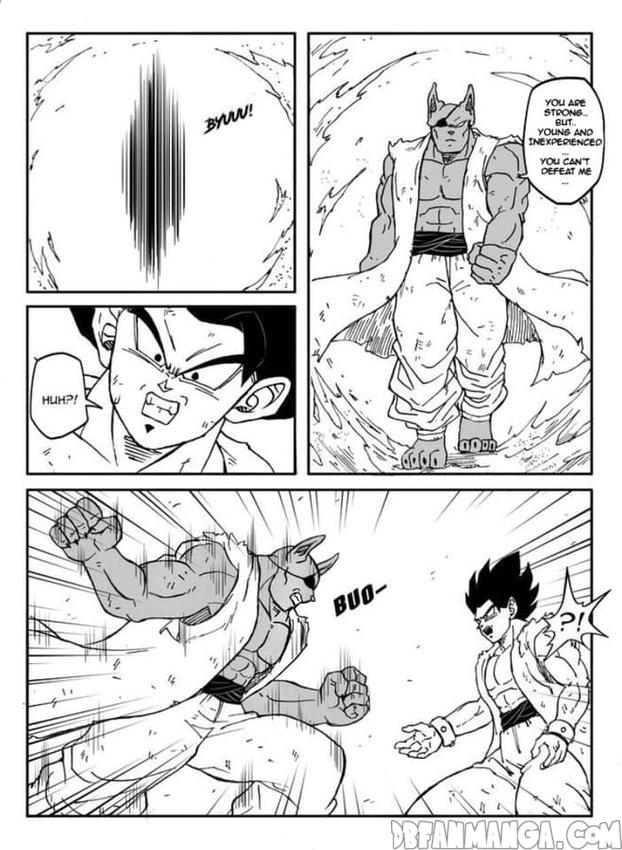 BYUUU!
YOU ARE
STRONG..
BUT..
YOUNG AND
INEXPERIENCED
...
YOU CAN'T
DEFEAT ME
...
HUH?!
BUO-
?!
DBFANMANGA.COM